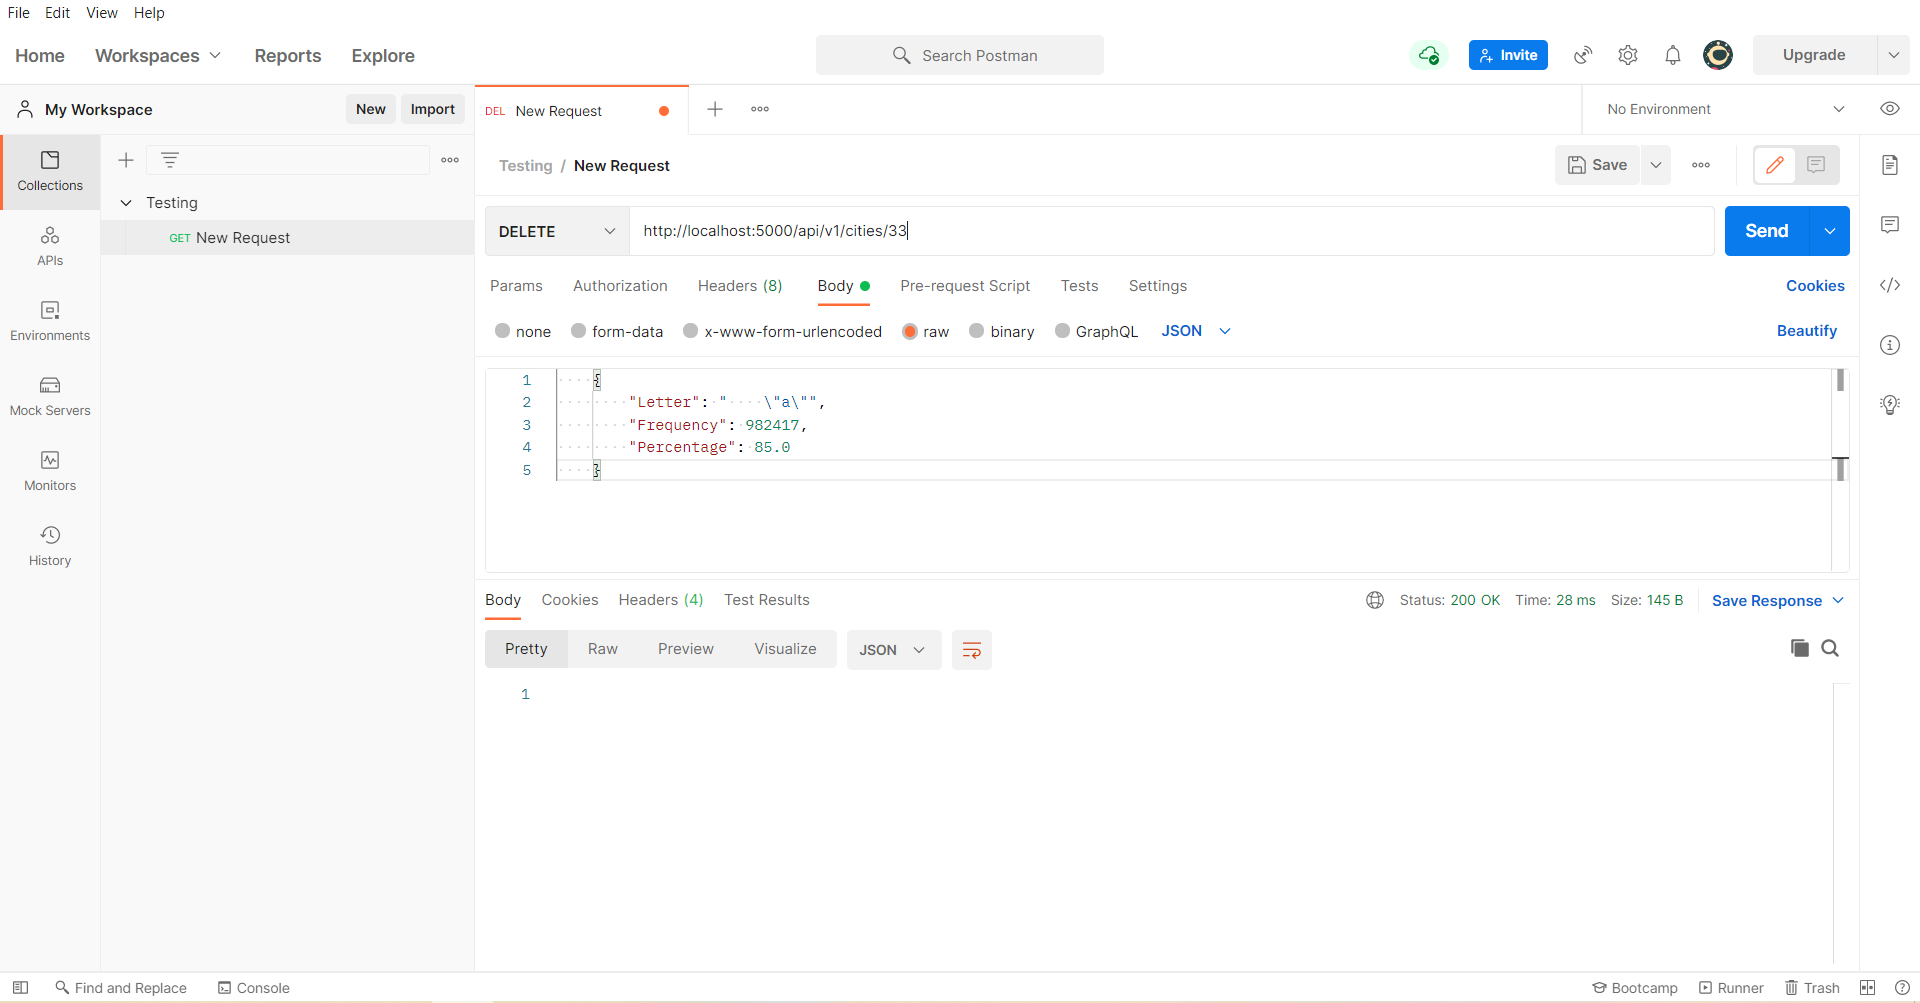 File Edit View Help
Home Workspaces Reports Explore Search Postman Invite Upgrade
My Workspace New Import DEL New Request No Environment
Testing / New Request Save
Collections
APIs
Environments
Mock Servers
Monitors
History
Testing
GET New Request
DELETE http://localhost:5000/api/v1/cities/33 Send
Params Authorization Headers (8) Body Pre-request Script Tests Settings Cookies
none form-data x-www-form-urlencoded raw binary GraphQL JSON Beautify
1 {
2 "Letter": "    \"a\"",
3 "Frequency": 982417,
4 "Percentage": 85.0
5 }
Body Cookies Headers (4) Test Results Status: 200 OK Time: 28 ms Size: 145 B Save Response
Pretty Raw Preview Visualize JSON
1
Find and Replace Console Bootcamp Runner Trash